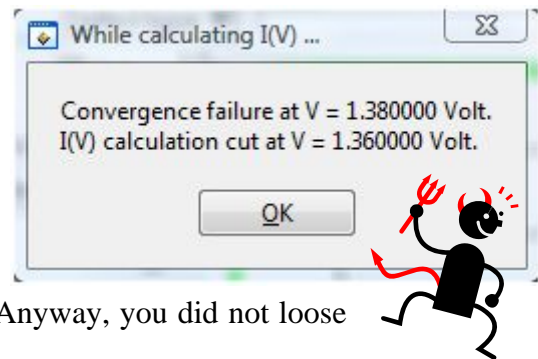 While calculating I(V) ...
Convergence failure at V = 1.380000 Volt.
I(V) calculation cut at V = 1.360000 Volt.
OK
Anyway, you did not loose